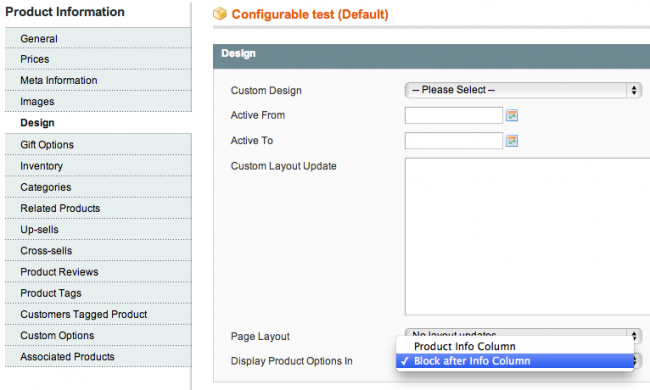 Product Information
General
Prices
Meta Information
Images
Design
Gift Options
Inventory
Categories
Related Products
Up-sells
Cross-sells
Product Reviews
Product Tags
Customers Tagged Product
Custom Options
Associated Products
Configurable test (Default)
Design
Custom Design -- Please Select --
Active From
Active To
Custom Layout Update
Page Layout No layout updates
Product Info Column
Display Product Options In ✓ Block after Info Column